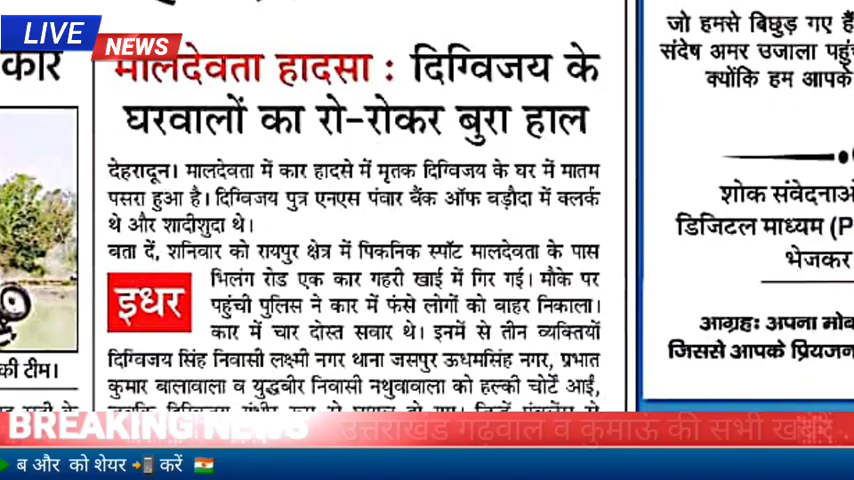 LIVE
NEWS
कार
मालदेवता हादसा : दिग्विजय के
घरवालों का रो-रोकर बुरा हाल
देहरादून। मालदेवता में कार हादसे में मृतक दिग्विजय के घर में मातम
पसरा हुआ है। दिग्विजय पुत्र एनएस पंवार बैंक ऑफ बड़ौदा में क्लर्क
थे और शादीशुदा थे।
बता दें, शनिवार को रायपुर क्षेत्र में पिकनिक स्पॉट मालदेवता के पास
इधर
भिलंग रोड एक कार गहरी खाई में गिर गई। मौके पर
पहुंची पुलिस ने कार में फंसे लोगों को बाहर निकाला।
कार में चार दोस्त सवार थे। इनमें से तीन व्यक्तियों
दिग्विजय सिंह निवासी लक्ष्मी नगर थाना जसपुर ऊधमसिंह नगर, प्रभात
कुमार बालावाला व युद्धबीर निवासी नथुवावाला को हल्की चोटें आईं,
की टीम।
जो हमसे बिछुड़ गए हैं
संदेष अमर उजाला पहुं
क्योंकि हम आपके
शोक संवेदनाओं
डिजिटल माध्यम (P
भेजकर
आग्रहः अपना मोब
जिससे आपके प्रियजन
BREAKING NEWS
उत्तराखंड गढ़वाल व कुमाऊं की सभी खबरें
ब और को शेयर करें